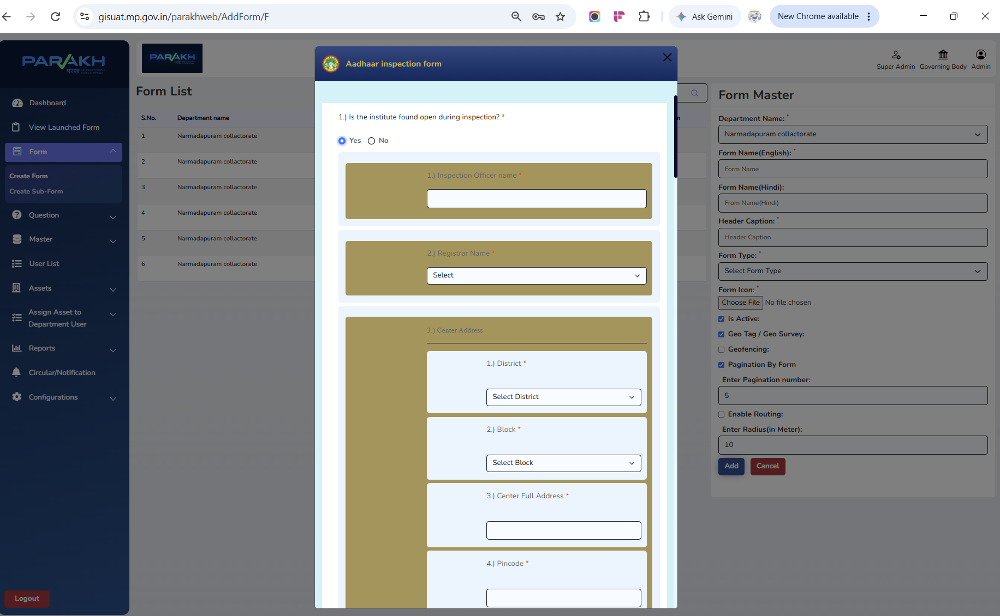 gisuat.mp.gov.in/parakhweb/AddForm/F
Ask Gemini
New Chrome available
PARAKH
परख
Dashboard
View Launched Form
Form
Create Form
Create Sub-Form
Question
Master
User List
Assets
Assign Asset to
Department User
Reports
Circular/Notification
Configurations
Logout
PARAKH
Super Admin
Governing Body
Admin
Form List
S.No.
Department name
1
Narmadapuram collactorate
2
Narmadapuram collactorate
3
Narmadapuram collactorate
4
Narmadapuram collactorate
5
Narmadapuram collactorate
6
Narmadapuram collactorate
Aadhaar inspection form
1.) Is the institute found open during inspection? *
Yes
No
1.) Inspection Officer name *
2.) Registrar Name *
Select
3.) Center Address
1.) District *
Select District
2.) Block *
Select Block
3.) Center Full Address *
4.) Pincode *
Form Master
Department Name: *
Narmadapuram collactorate
Form Name(English): *
Form Name
Form Name(Hindi):
From Name(Hindi)
Header Caption: *
Header Caption
Form Type: *
Select Form Type
Form Icon: *
Choose File No file chosen
Is Active:
Geo Tag / Geo Survey:
Geofencing:
Pagination By Form
Enter Pagination number:
5
Enable Routing:
Enter Radius(in Meter):
10
Add
Cancel